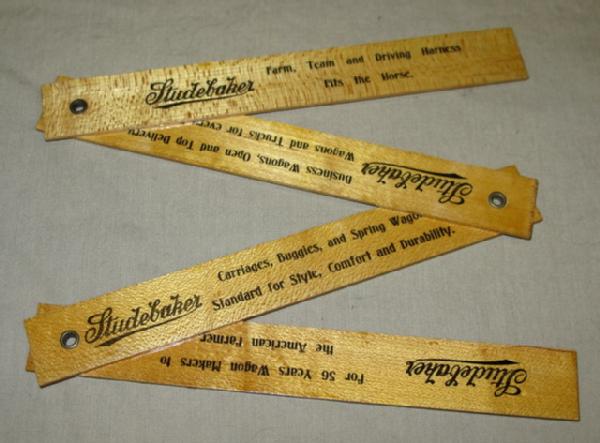 Studebaker
Farm, Team and Driving Harness
Fits the Horse.
Studebaker
Business Wagons, Open and Top Delivery
Wagons and Trucks for every
Studebaker
Carriages, Buggies, and Spring
Standard for Style, Comfort and Durability.
Studebaker
For 56 Years Wagon Makers to
the American Farmer